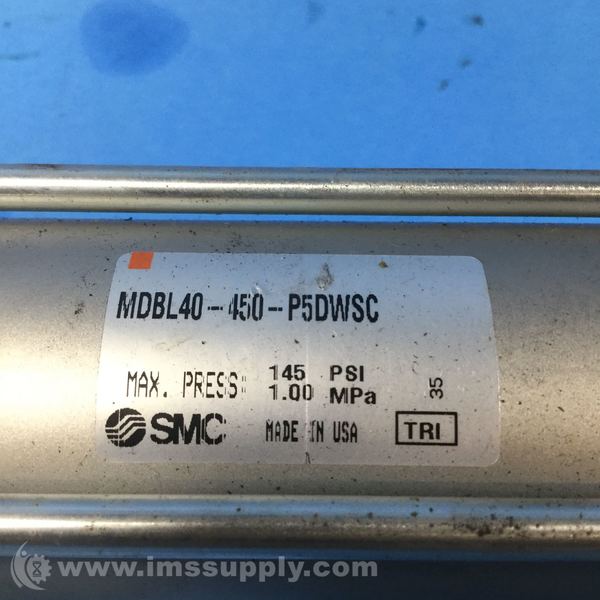 MDBL40-450-P5DWSC
MAX. PRESS: 145 PSI
1.00 MPa
35
SMC MADE IN USA TRI
www.imssupply.com